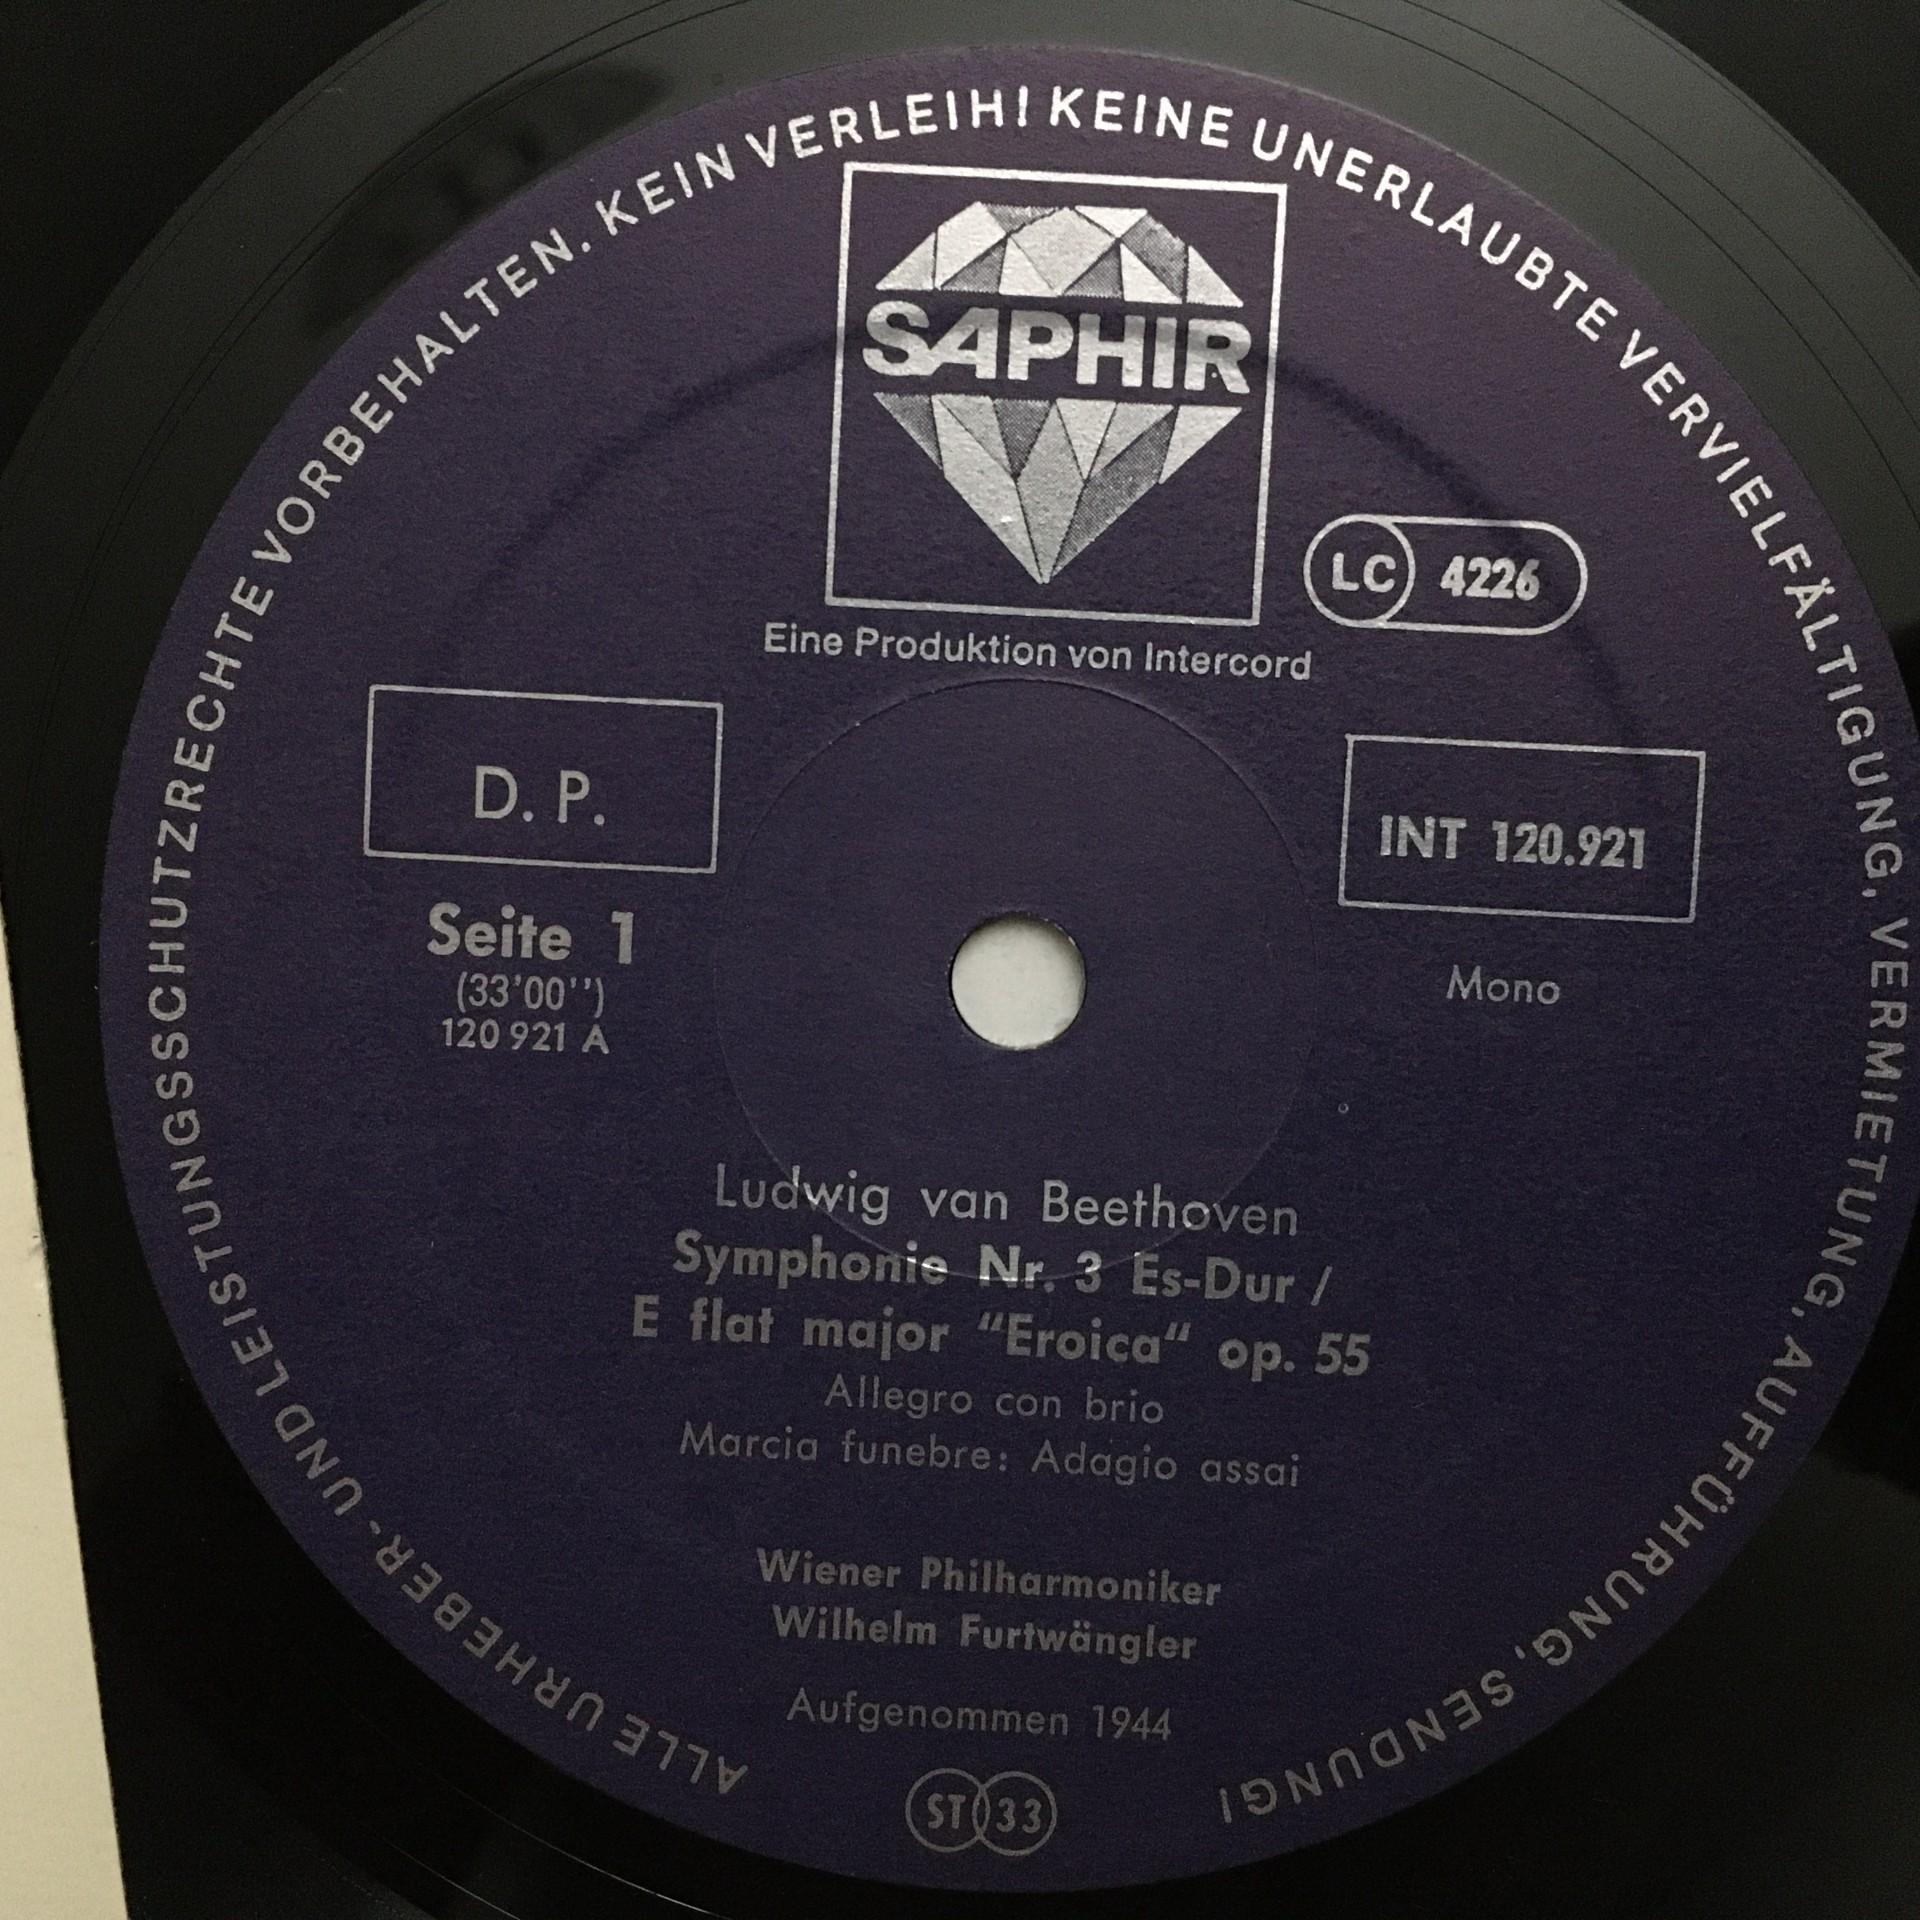 ALLE URHEBER- UND LEISTUNGSSCHUTZRECHTE VORBEHALTEN. KEIN VERLEIH! KEINE UNERLAUBTE VERVIELFÄLTIGUNG, VERMIETUNG, AUFFÜHRUNG, SENDUNG!
SAPHIR
LC 4226
Eine Produktion von Intercord
D. P.
INT 120.921
Seite 1
(33'00'')
120 921 A
Mono
Ludwig van Beethoven
Symphonie Nr. 3 Es-Dur /
E flat major “Eroica“ op. 55
Allegro con brio
Marcia funebre: Adagio assai
Wiener Philharmoniker
Wilhelm Furtwängler
Aufgenommen 1944
ST 33